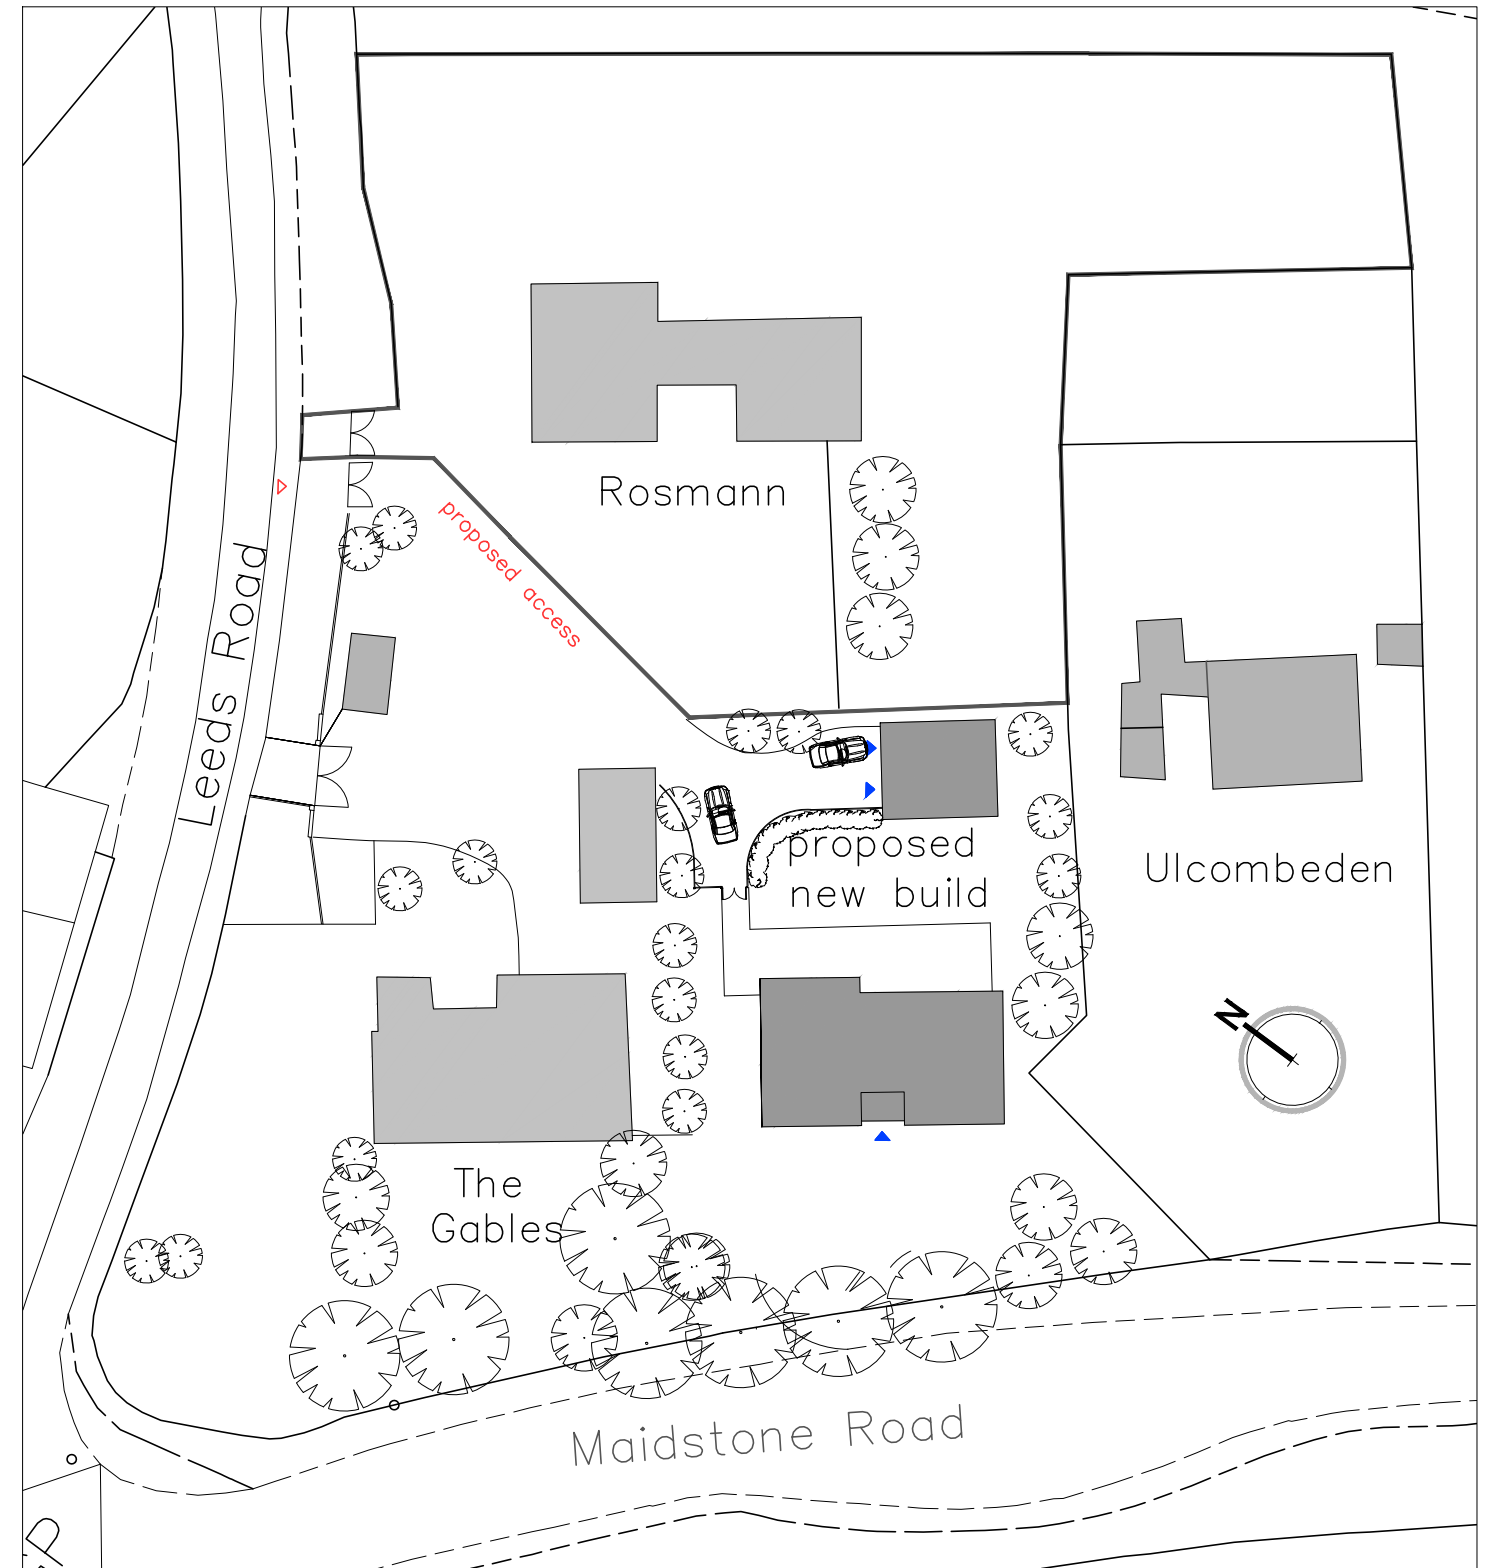 Rosmann
proposed access
Leeds Road
proposed
new build
Ulcombeden
N
The
Gables
Maidstone Road
P